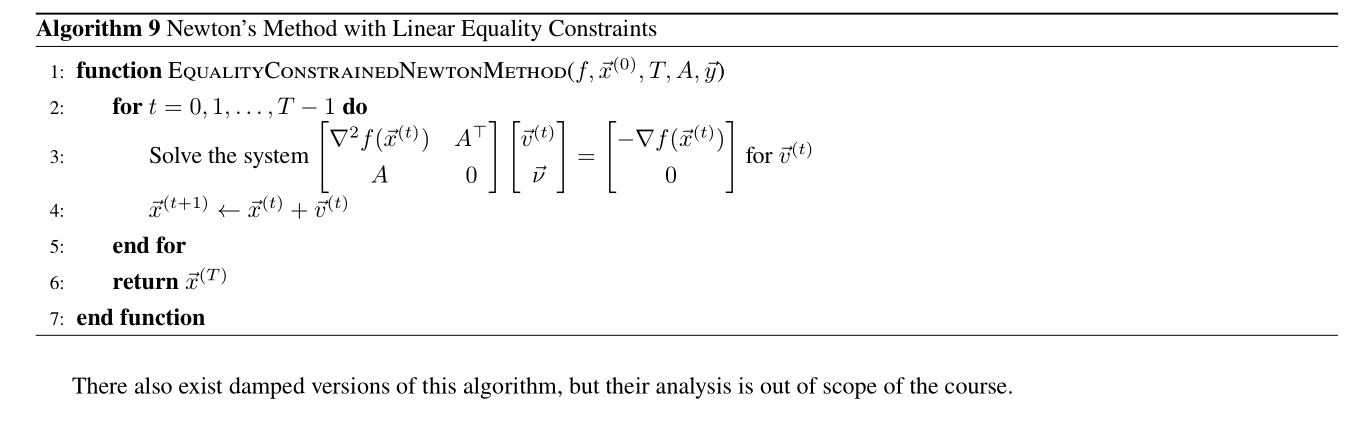 Algorithm 9 Newton's Method with Linear Equality Constraints
1: function EQUALITYCONSTRAINEDNEWTONMETHOD(f, \vec{x}^{(0)}, T, A, \vec{y})
2: for t = 0, 1, . . . , T − 1 do
3: Solve the system \begin{bmatrix} \nabla^2 f(\vec{x}^{(t)}) & A^\top \\ A & 0 \end{bmatrix} \begin{bmatrix} \vec{v}^{(t)} \\ \vec{\nu} \end{bmatrix} = \begin{bmatrix} -\nabla f(\vec{x}^{(t)}) \\ 0 \end{bmatrix} for \vec{v}^{(t)}
4: \vec{x}^{(t+1)} ← \vec{x}^{(t)} + \vec{v}^{(t)}
5: end for
6: return \vec{x}^{(T)}
7: end function
There also exist damped versions of this algorithm, but their analysis is out of scope of the course.